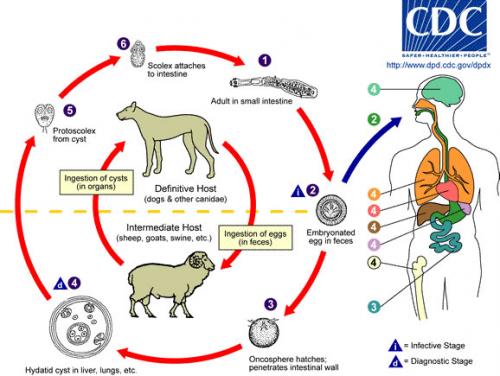 CDC
SAFER • HEALTHIER • PEOPLE™
http://www.dpd.cdc.gov/dpdx
6
Scolex attaches
to intestine
1
Adult in small intestine
5
Protoscolex
from cyst
Ingestion of cysts
(in organs)
Definitive Host
(dogs & other canidae)
i 2
Embryonated
egg in feces
Intermediate Host
(sheep, goats, swine, etc.)
Ingestion of eggs
(in feces)
d 4
Hydatid cyst in liver, lungs, etc.
3
Oncosphere hatches;
penetrates intestinal wall
4
2
4
4
4
4
4
3
i = Infective Stage
d = Diagnostic Stage